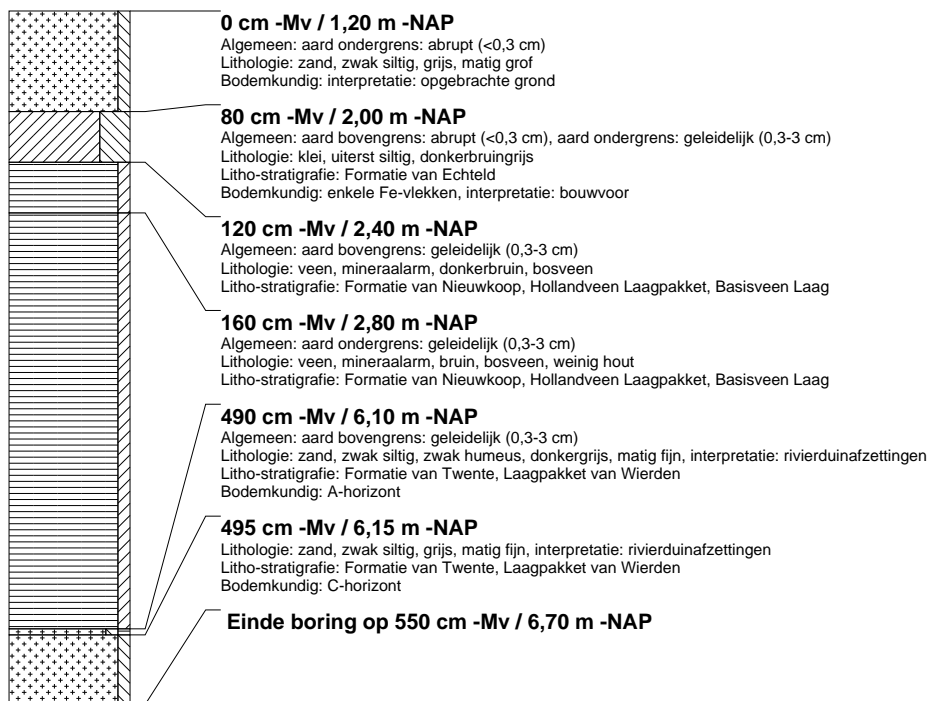 0 cm -Mv / 1,20 m -NAP
Algemeen: aard ondergrens: abrupt (<0,3 cm)
Lithologie: zand, zwak siltig, grijs, matig grof
Bodemkundig: interpretatie: opgebrachte grond
80 cm -Mv / 2,00 m -NAP
Algemeen: aard bovengrens: abrupt (<0,3 cm), aard ondergrens: geleidelijk (0,3-3 cm)
Lithologie: klei, uiterst siltig, donkerbruingrijs
Litho-stratigrafie: Formatie van Echteld
Bodemkundig: enkele Fe-vlekken, interpretatie: bouwvoor
120 cm -Mv / 2,40 m -NAP
Algemeen: aard bovengrens: geleidelijk (0,3-3 cm)
Lithologie: veen, mineraalarm, donkerbruin, bosveen
Litho-stratigrafie: Formatie van Nieuwkoop, Hollandveen Laagpakket, Basisveen Laag
160 cm -Mv / 2,80 m -NAP
Algemeen: aard ondergrens: geleidelijk (0,3-3 cm)
Lithologie: veen, mineraalarm, bruin, bosveen, weinig hout
Litho-stratigrafie: Formatie van Nieuwkoop, Hollandveen Laagpakket, Basisveen Laag
490 cm -Mv / 6,10 m -NAP
Algemeen: aard bovengrens: geleidelijk (0,3-3 cm)
Lithologie: zand, zwak siltig, zwak humeus, donkergrijs, matig fijn, interpretatie: rivierduinafzettingen
Litho-stratigrafie: Formatie van Twente, Laagpakket van Wierden
Bodemkundig: A-horizont
495 cm -Mv / 6,15 m -NAP
Lithologie: zand, zwak siltig, grijs, matig fijn, interpretatie: rivierduinafzettingen
Litho-stratigrafie: Formatie van Twente, Laagpakket van Wierden
Bodemkundig: C-horizont
Einde boring op 550 cm -Mv / 6,70 m -NAP